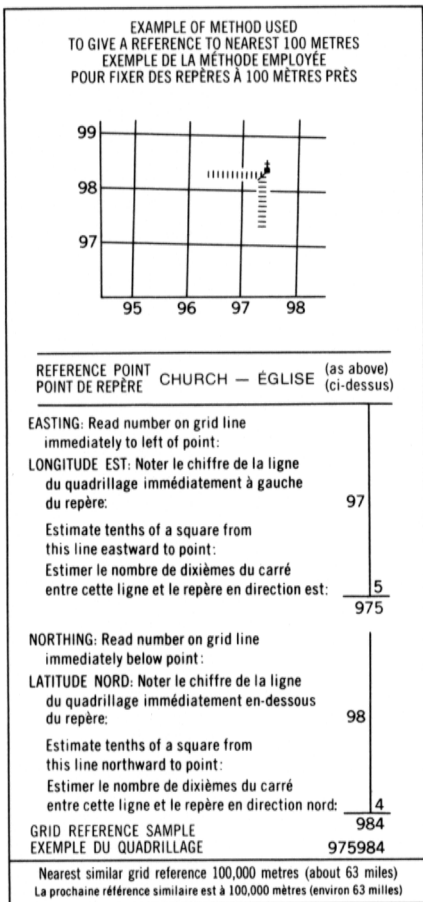 EXAMPLE OF METHOD USED
TO GIVE A REFERENCE TO NEAREST 100 METRES
EXEMPLE DE LA MÉTHODE EMPLOYÉE
POUR FIXER DES REPÈRES À 100 MÈTRES PRÈS
99
98
97
95 96 97 98
REFERENCE POINT
POINT DE REPÈRE
CHURCH — ÉGLISE
(as above)
(ci-dessus)
EASTING: Read number on grid line
immediately to left of point:
LONGITUDE EST: Noter le chiffre de la ligne
du quadrillage immédiatement à gauche
du repère: 97
Estimate tenths of a square from
this line eastward to point:
Estimer le nombre de dixièmes du carré
entre cette ligne et le repère en direction est: 5
975
NORTHING: Read number on grid line
immediately below point:
LATITUDE NORD: Noter le chiffre de la ligne
du quadrillage immédiatement en-dessous
du repère: 98
Estimate tenths of a square from
this line northward to point:
Estimer le nombre de dixièmes du carré
entre cette ligne et le repère en direction nord: 4
984
GRID REFERENCE SAMPLE
EXEMPLE DU QUADRILLAGE 975984
Nearest similar grid reference 100,000 metres (about 63 miles)
La prochaine référence similaire est à 100,000 mètres (environ 63 milles)